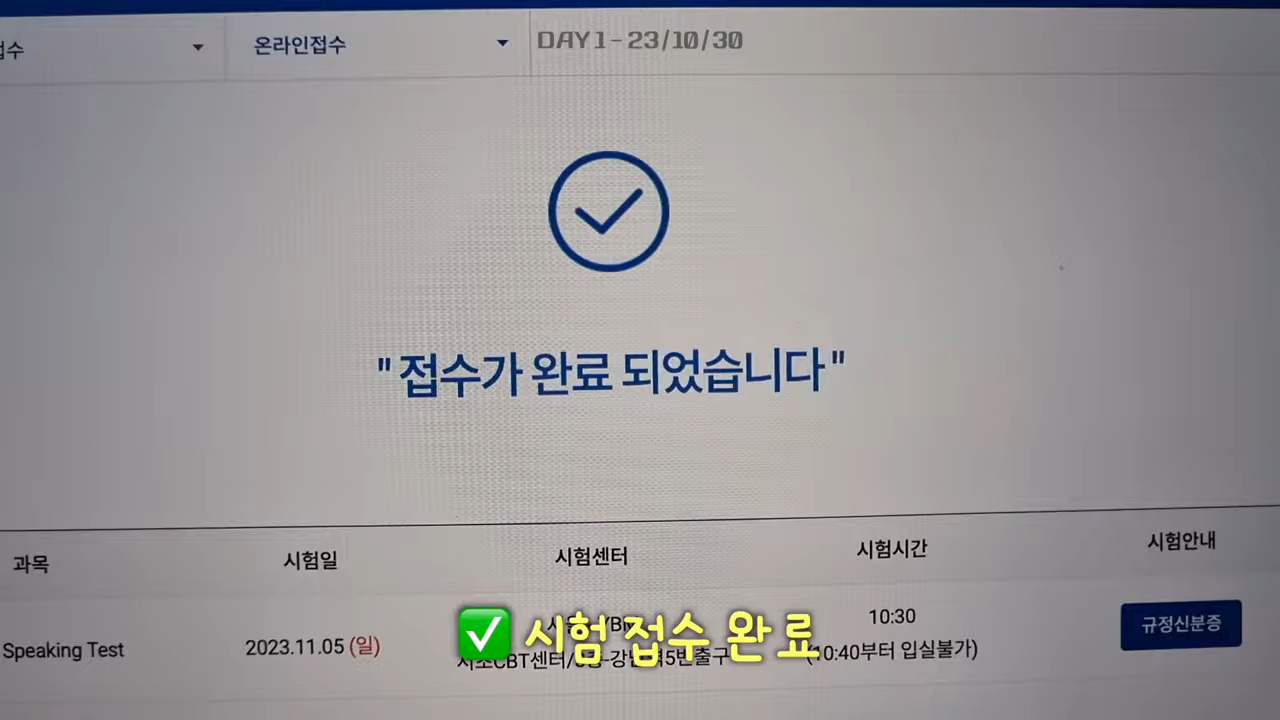 접수
온라인접수
DAY 1 - 23/10/30
" 접수가 완료 되었습니다 "
과목
시험일
시험센터
시험시간
시험안내
Speaking Test
2023.11.05 (일)
10:30
(10:40부터 입실불가)
규정신분증
✅ 시험 접수 완료